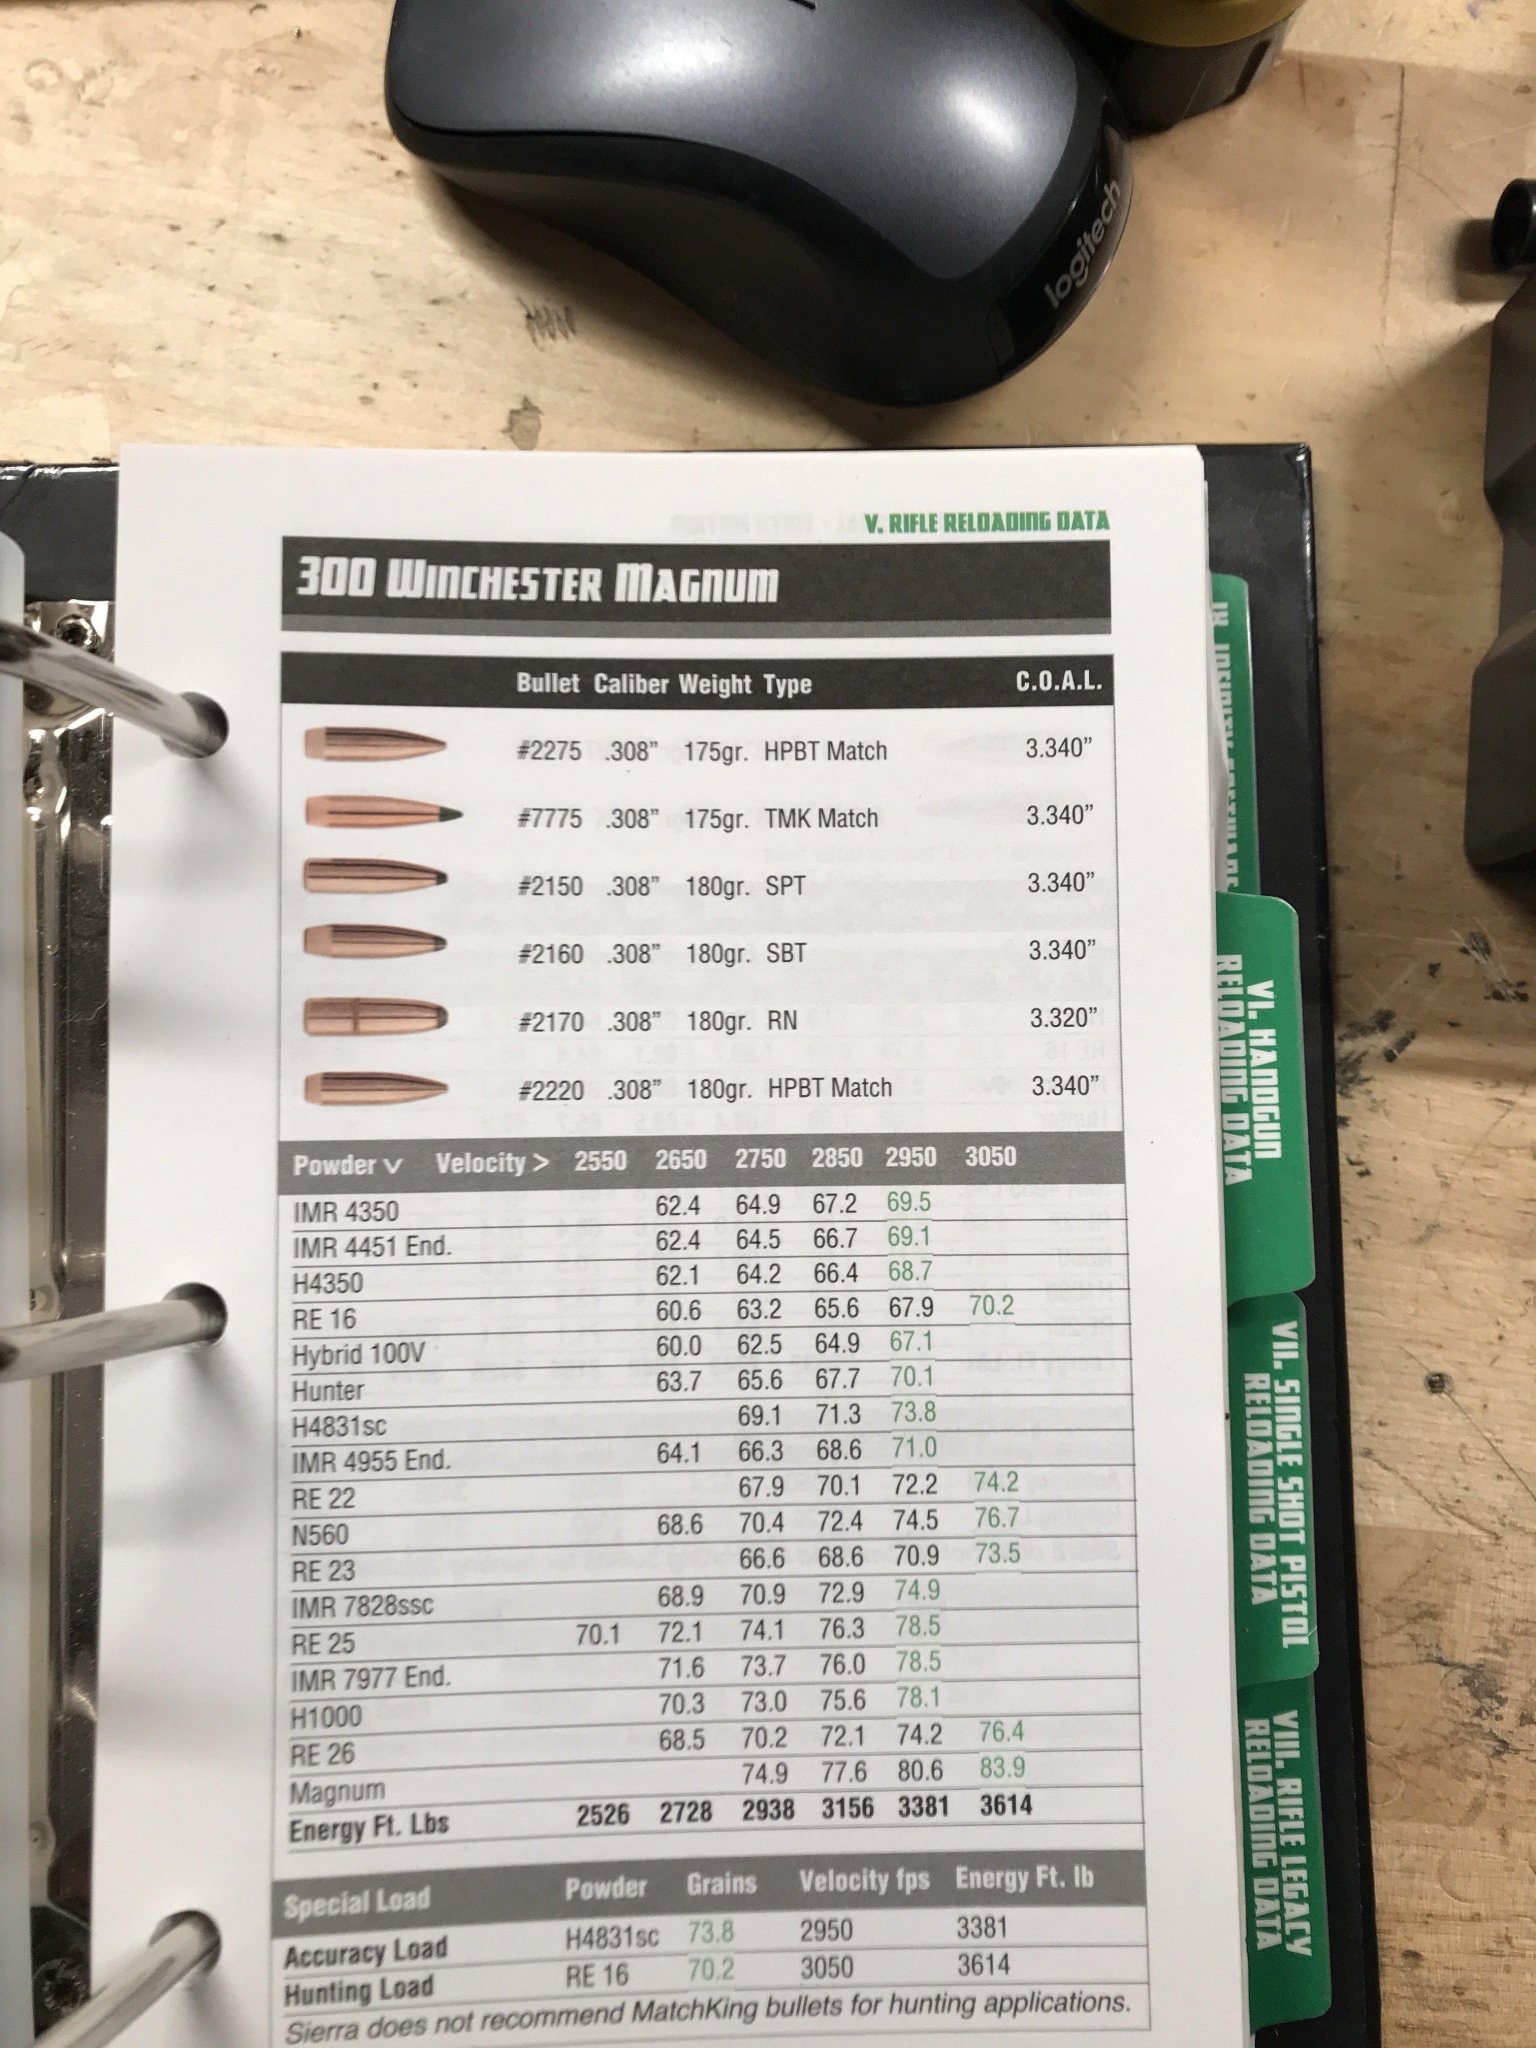 logitech
V. RIFLE RELOADING DATA
300 WINCHESTER MAGNUM
Bullet Caliber Weight Type C.O.A.L.
#2275 .308” 175gr. HPBT Match 3.340”
#7775 .308” 175gr. TMK Match 3.340”
#2150 .308” 180gr. SPT 3.340”
#2160 .308” 180gr. SBT 3.340”
#2170 .308” 180gr. RN 3.320”
#2220 .308” 180gr. HPBT Match 3.340”
Powder ∨ Velocity > 2550 2650 2750 2850 2950 3050
IMR 4350 62.4 64.9 67.2 69.5
IMR 4451 End. 62.4 64.5 66.7 69.1
H4350 62.1 64.2 66.4 68.7
RE 16 60.6 63.2 65.6 67.9 70.2
Hybrid 100V 60.0 62.5 64.9 67.1
Hunter 63.7 65.6 67.7 70.1
H4831sc 69.1 71.3 73.8
IMR 4955 End. 64.1 66.3 68.6 71.0
RE 22 67.9 70.1 72.2 74.2
N560 68.6 70.4 72.4 74.5 76.7
RE 23 66.6 68.6 70.9 73.5
IMR 7828ssc 68.9 70.9 72.9 74.9
RE 25 70.1 72.1 74.1 76.3 78.5
IMR 7977 End. 71.6 73.7 76.0 78.5
H1000 70.3 73.0 75.6 78.1
RE 26 68.5 70.2 72.1 74.2 76.4
Magnum 74.9 77.6 80.6 83.9
Energy Ft. Lbs 2526 2728 2938 3156 3381 3614
Special Load Powder Grains Velocity fps Energy Ft. lb
Accuracy Load H4831sc 73.8 2950 3381
Hunting Load RE 16 70.2 3050 3614
Sierra does not recommend MatchKing bullets for hunting applications.
VI. HANDGUN
RELOADING DATA
VII. SINGLE SHOT PISTOL
RELOADING DATA
VIII. RIFLE LEGACY
RELOADING DATA